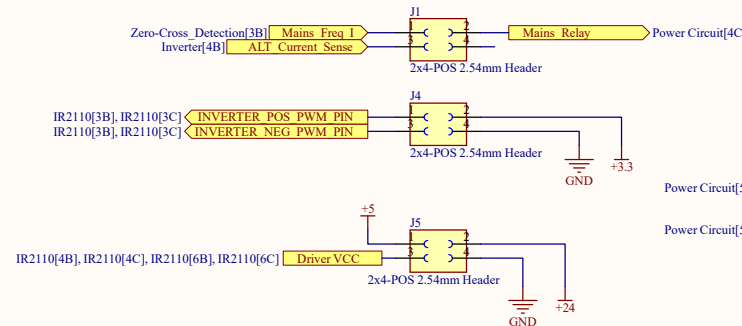 J1
Zero-Cross_Detection[3B] Mains_Freq_I 1 2 Mains_Relay Power Circuit[4C
Inverter[4B] ALT_Current_Sense 3 4
2x4-POS 2.54mm Header
J4
IR2110[3B], IR2110[3C] INVERTER_POS_PWM_PIN 1 2
IR2110[3B], IR2110[3C] INVERTER_NEG_PWM_PIN 3 4
2x4-POS 2.54mm Header
GND +3.3
Power Circuit[5
+5 J5
Power Circuit[5
1 2
IR2110[4B], IR2110[4C], IR2110[6B], IR2110[6C] Driver VCC 3 4
2x4-POS 2.54mm Header
GND +24